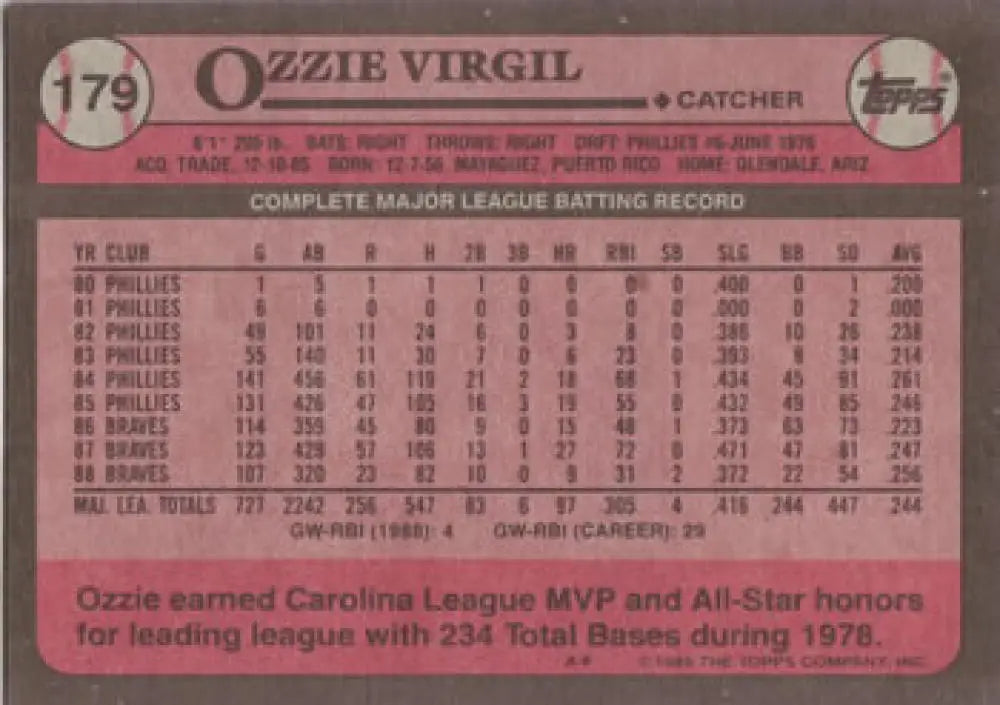 179
OZZIE VIRGIL
◆ CATCHER
topps®
6'1" 205 lb. BATS: RIGHT THROWS: RIGHT DRFT: PHILLIES #6-JUNE 1976
ACQ. TRADE, 12-10-85 BORN: 12-7-56, MAYAGUEZ, PUERTO RICO HOME: GLENDALE, ARIZ.
COMPLETE MAJOR LEAGUE BATTING RECORD
YR CLUB G AB R H 2B 3B HR RBI SB SLG BB SO AVG
80 PHILLIES 1 5 1 1 1 0 0 0 0 .400 0 1 .200
81 PHILLIES 6 6 0 0 0 0 0 0 0 .000 0 2 .000
82 PHILLIES 49 101 11 24 6 0 3 8 0 .386 10 26 .238
83 PHILLIES 55 140 11 30 7 0 6 23 0 .393 8 34 .214
84 PHILLIES 141 456 61 119 21 2 18 68 1 .434 45 91 .261
85 PHILLIES 131 426 47 105 16 3 19 55 0 .432 49 85 .246
86 BRAVES 114 359 45 80 9 0 15 48 1 .373 63 73 .223
87 BRAVES 123 429 57 106 13 1 27 72 0 .471 47 81 .247
88 BRAVES 107 320 23 82 10 0 9 31 2 .372 22 54 .256
MAJ. LEA. TOTALS 727 2242 256 547 83 6 97 305 4 .416 244 447 .244
GW-RBI (1988): 4 GW-RBI (CAREER): 29
Ozzie earned Carolina League MVP and All-Star honors
for leading league with 234 Total Bases during 1978.
© 1989 THE TOPPS COMPANY, INC.